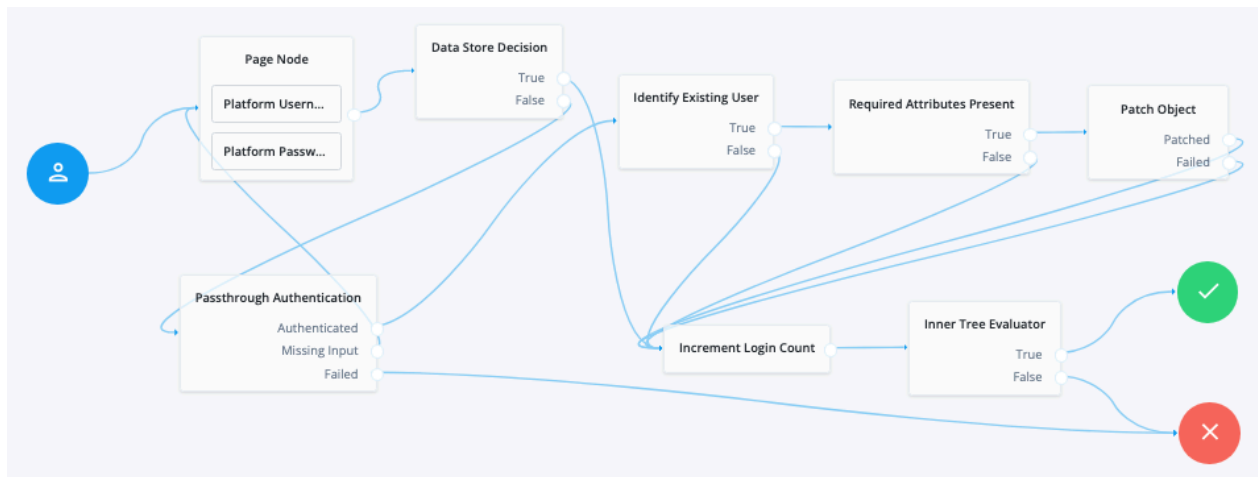 Page Node
Platform Usern...
Platform Passw...
Data Store Decision
True
False
Identify Existing User
True
False
Required Attributes Present
True
False
Patch Object
Patched
Failed
Passthrough Authentication
Authenticated
Missing Input
Failed
Increment Login Count
Inner Tree Evaluator
True
False